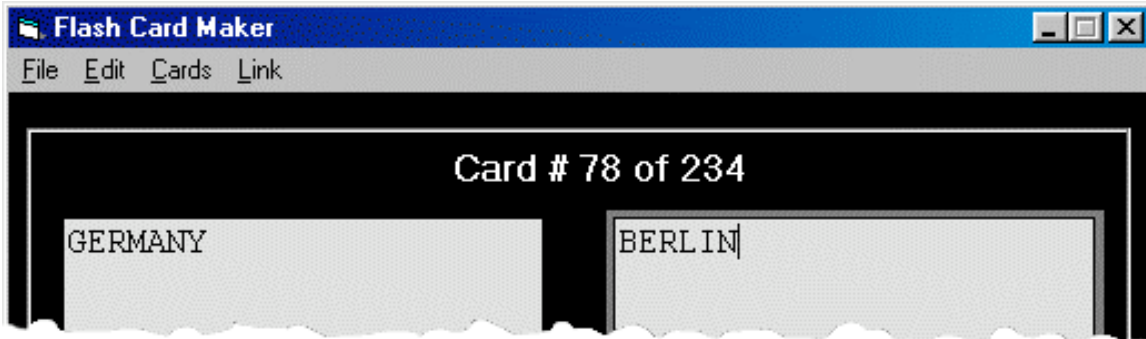 Flash Card Maker
File Edit Cards Link
Card # 78 of 234
GERMANY BERLIN